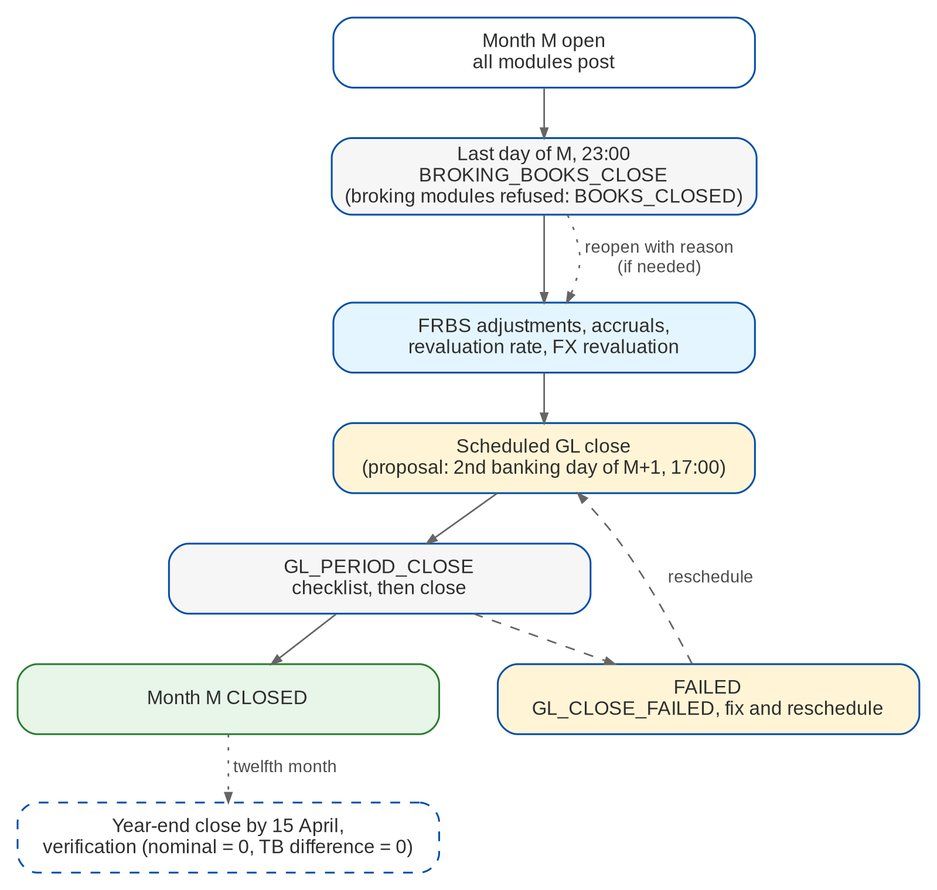 Month M open
all modules post
Last day of M, 23:00
BROKING_BOOKS_CLOSE
(broking modules refused: BOOKS_CLOSED)
reopen with reason
(if needed)
FRBS adjustments, accruals,
revaluation rate, FX revaluation
Scheduled GL close
(proposal: 2nd banking day of M+1, 17:00)
GL_PERIOD_CLOSE
checklist, then close
reschedule
Month M CLOSED
FAILED
GL_CLOSE_FAILED, fix and reschedule
twelfth month
Year-end close by 15 April,
verification (nominal = 0, TB difference = 0)